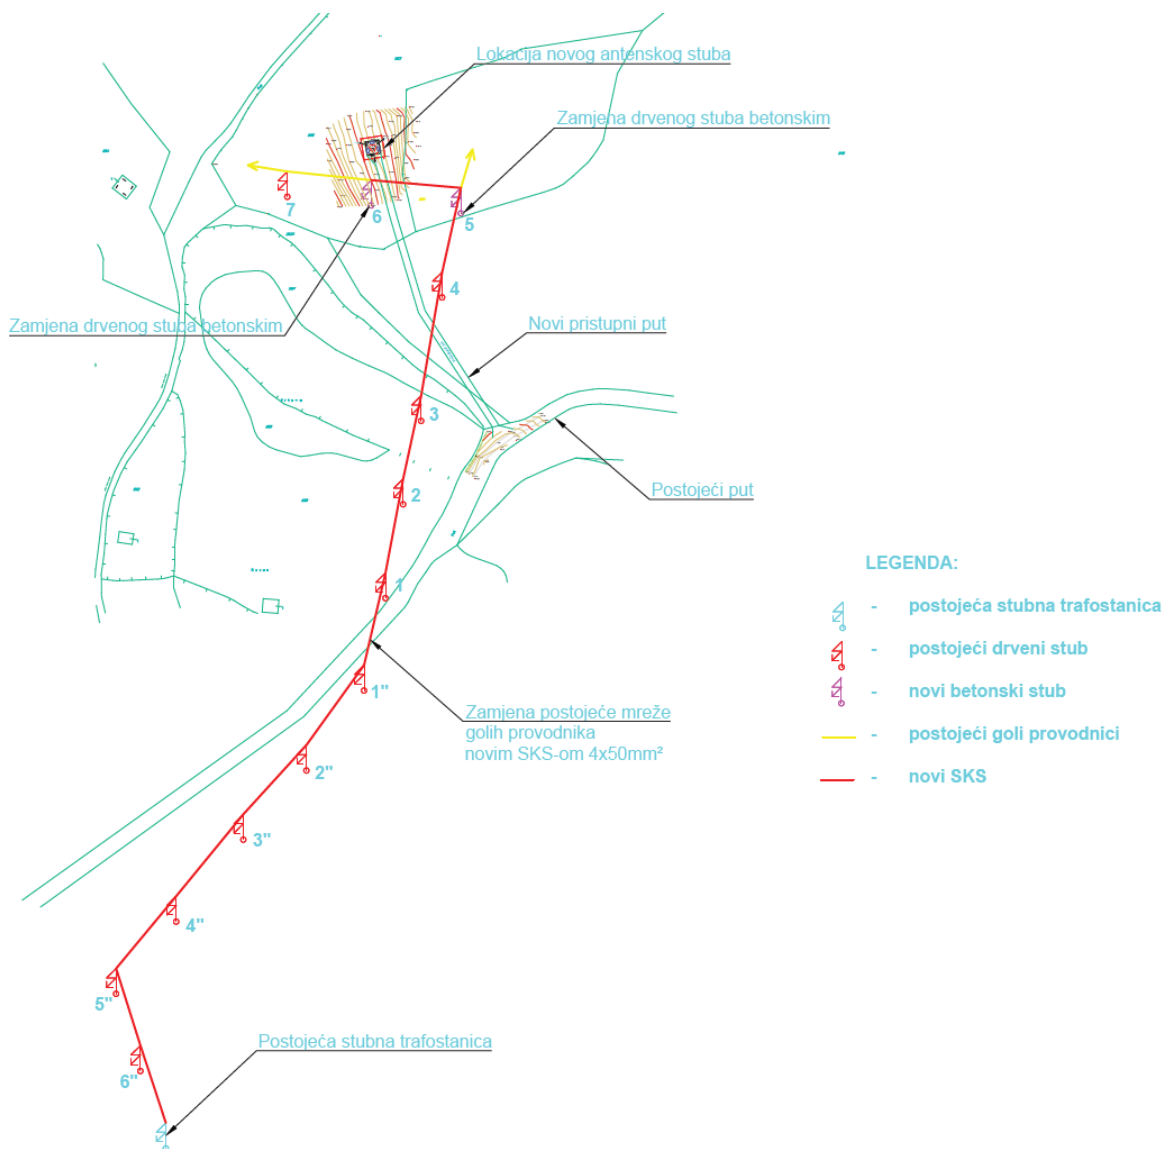 Lokacija novog antenskog stuba
Zamjena drvenog stuba betonskim
7
6
5
4
Zamjena drvenog stuba betonskim
Novi pristupni put
3
2
Postojeći put
1
LEGENDA:
- postojeća stubna trafostanica
- postojeći drveni stub
- novi betonski stub
- postojeći goli provodnici
- novi SKS
1"
Zamjena postojeće mreže
golih provodnika
novim SKS-om 4x50mm²
2"
3"
4"
5"
6"
Postojeća stubna trafostanica